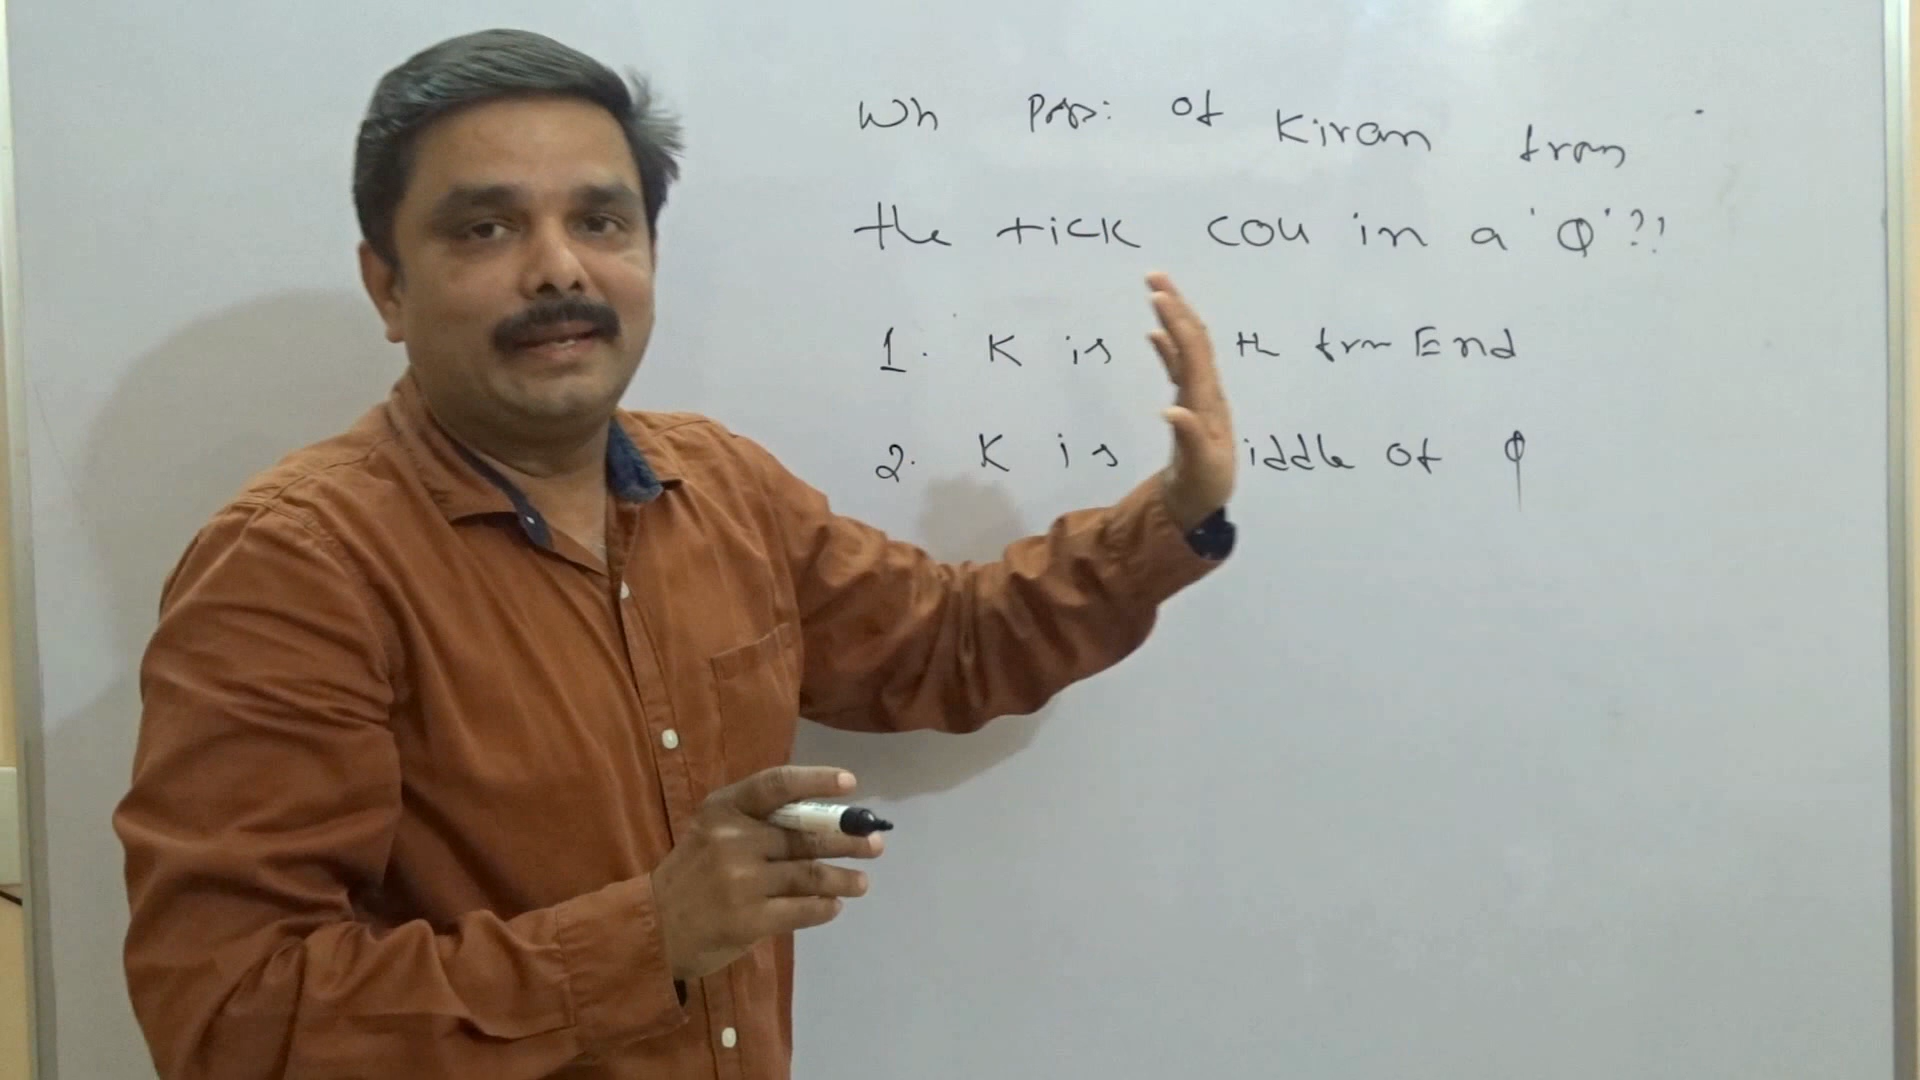 Wh Pos: of Kiran from
the tick cou in a 'Q'??
1. K is th frm End
2. K is iddle of Q